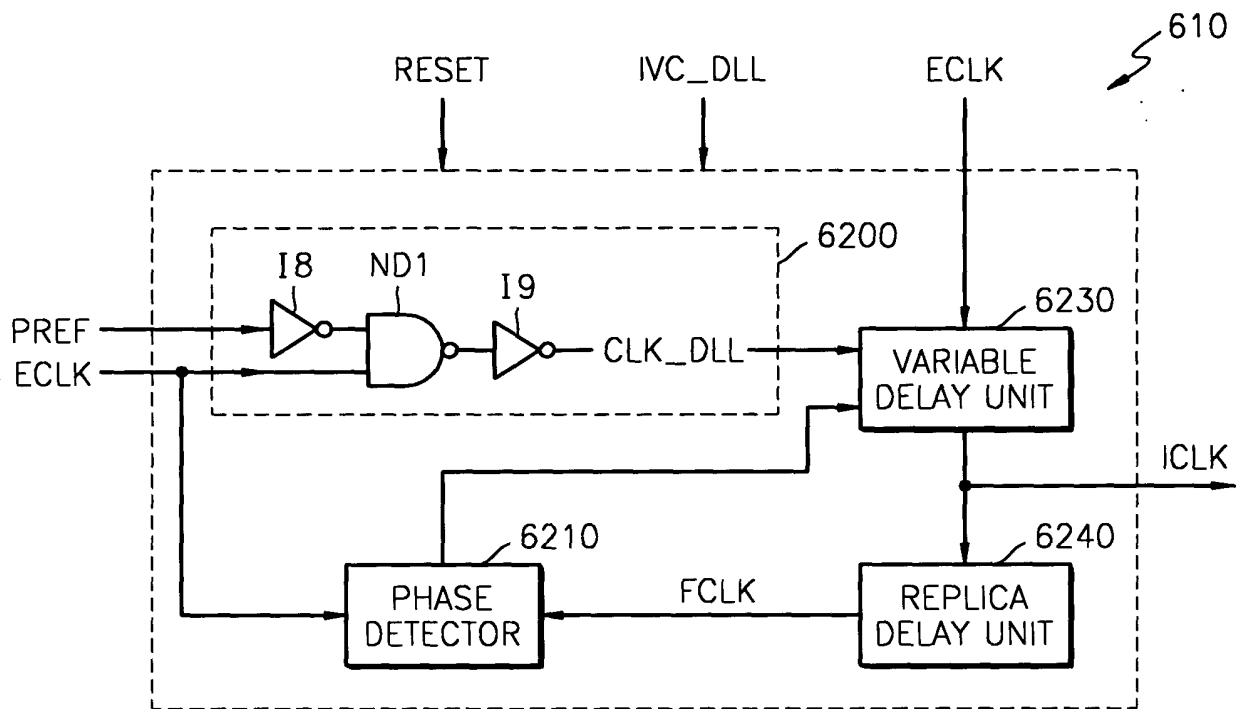 610
RESET
IVC_DLL
ECLK
6200
I8
ND1
I9
6230
PREF
ECLK
CLK_DLL
VARIABLE
DELAY UNIT
ICLK
6210
6240
PHASE
DETECTOR
FCLK
REPLICA
DELAY UNIT